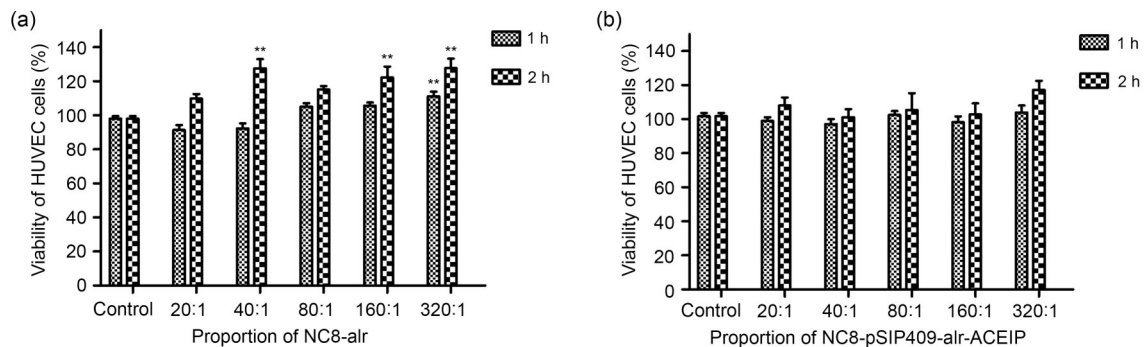 (a)
Viability of HUVEC cells (%)
140
120
100
80
60
40
20
0
** ** ** **
1 h
2 h
Control 20:1 40:1 80:1 160:1 320:1
Proportion of NC8-alr
(b)
Viability of HUVEC cells (%)
140
120
100
80
60
40
20
0
1 h
2 h
Control 20:1 40:1 80:1 160:1 320:1
Proportion of NC8-pSIP409-alr-ACEIP